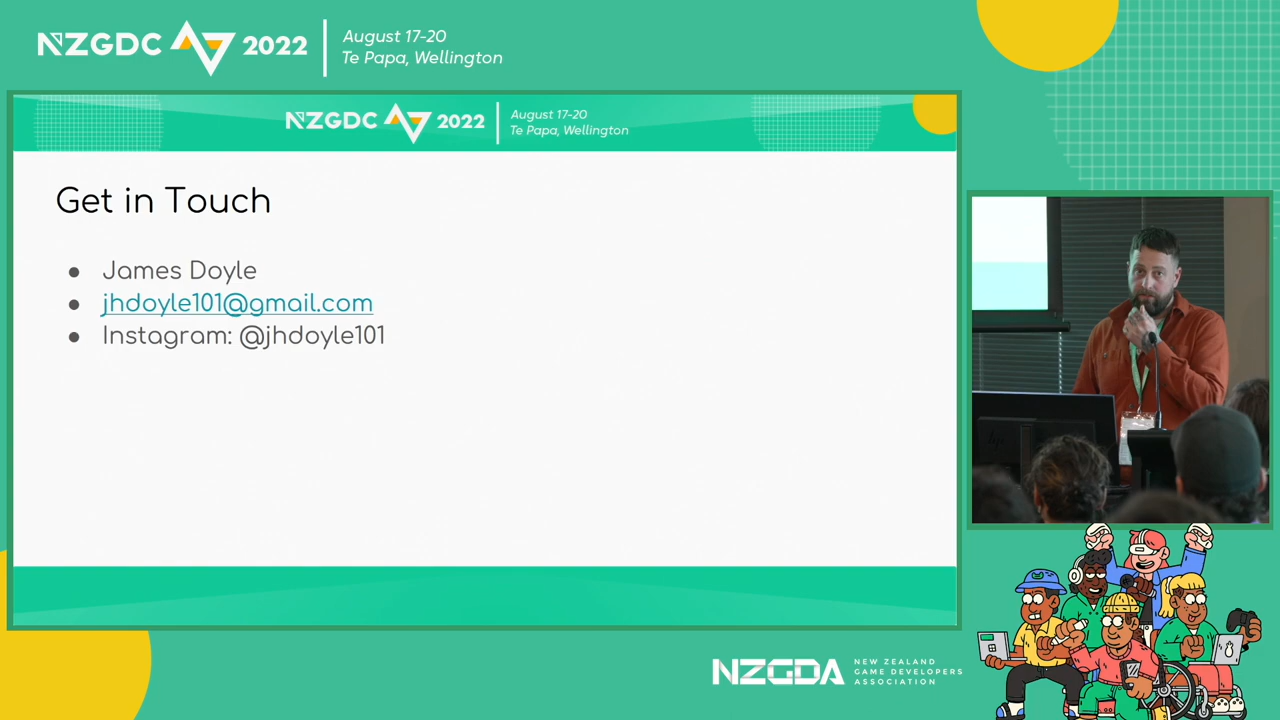 NZGDC 2022
August 17-20
Te Papa, Wellington
NZGDC 2022
August 17-20
Te Papa, Wellington
Get in Touch
● James Doyle
● jhdoyle101@gmail.com
● Instagram: @jhdoyle101
NZGDA
NEW ZEALAND
GAME DEVELOPERS
ASSOCIATION